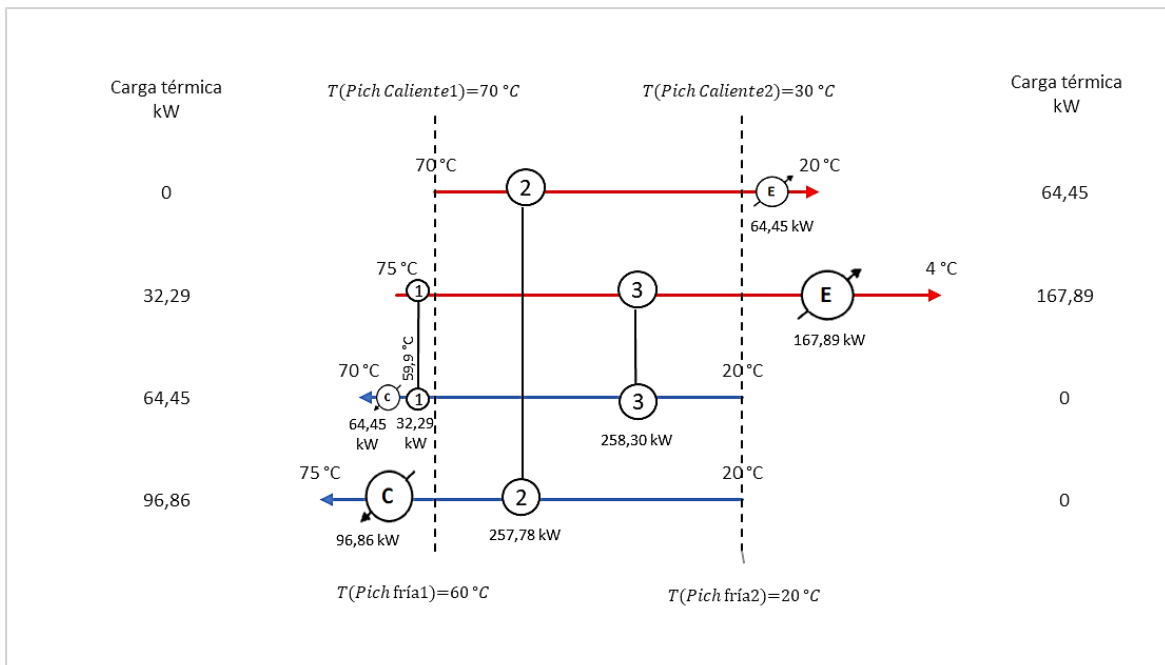 Carga térmica
kW
T(Pich Caliente1)=70 °C
T(Pich Caliente2)=30 °C
Carga térmica
kW
0
70 °C
2
E
20 °C
64,45 kW
64,45
32,29
75 °C
1
3
E
4 °C
167,89 kW
167,89
59,9 °C
64,45
70 °C
C
1
3
20 °C
0
64,45
kW
32,29
kW
258,30 kW
96,86
75 °C
C
2
20 °C
0
96,86 kW
257,78 kW
T(Pich fría1)=60 °C
T(Pich fría2)=20 °C